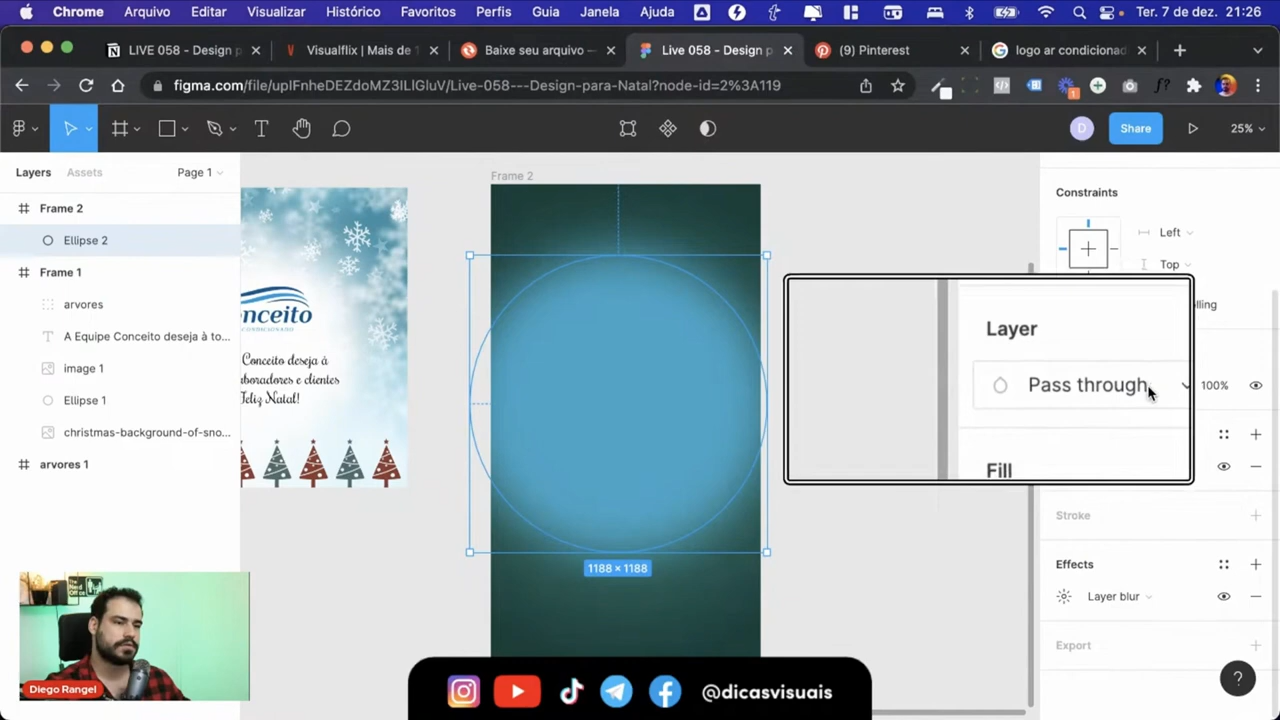 Chrome Arquivo Editar Visualizar Histórico Favoritos Perfis Guia Janela Ajuda Ter. 7 de dez. 21:26
LIVE 058 - Design p
Visualflix | Mais de 1
Baixe seu arquivo —
Live 058 - Design p
(9) Pinterest
logo ar condicionad
figma.com/file/upIFnheDEZdoMZ3ILIGluV/Live-058---Design-para-Natal?node-id=2%3A119
D Share 25%
Layers Assets Page 1
Frame 2
Ellipse 2
Frame 1
arvores
A Equipe Conceito deseja à to...
image 1
Ellipse 1
christmas-background-of-sno...
arvores 1
Frame 2
nceito
CONDICIONADO
Conceito deseja à
aboradores e clientes
Feliz Natal!
1188 × 1188
Constraints
Left
Top
lling
Layer
Pass through
100%
Fill
Stroke
Effects
Layer blur
Export
?
Diego Rangel
@dicasvisuais